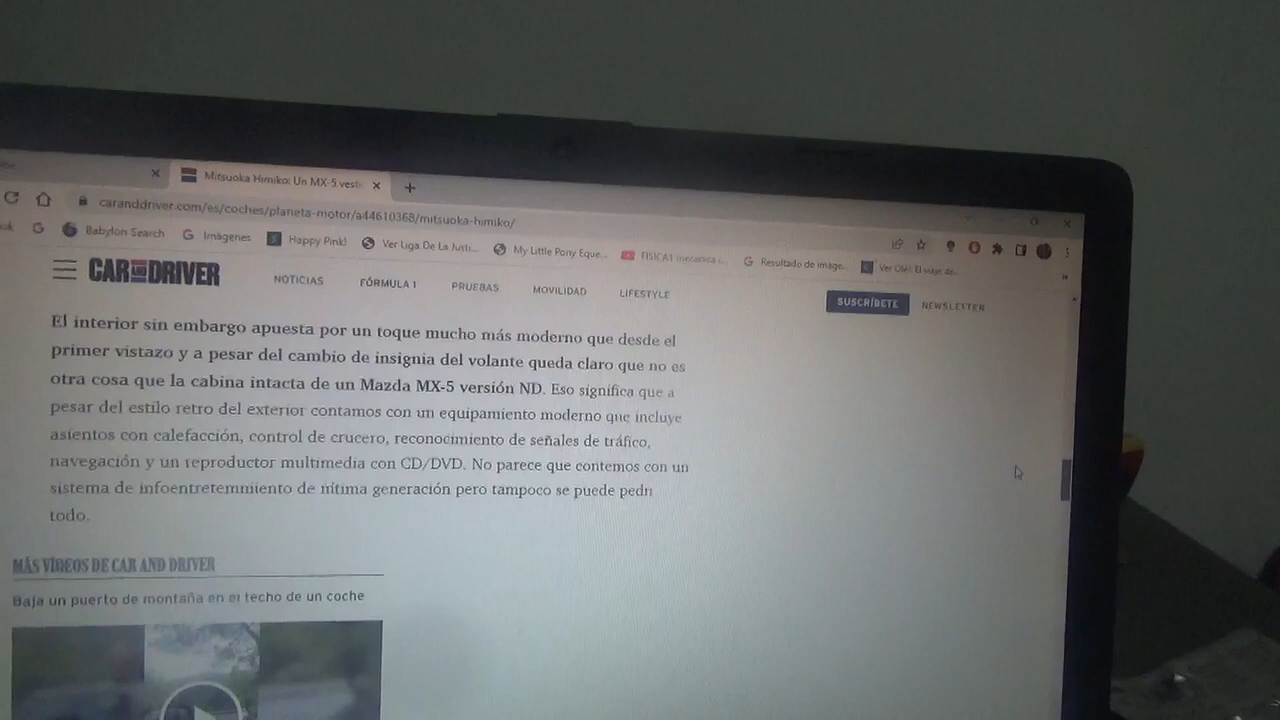 Mitsuoka Himiko: Un MX-5 vesti
caranddriver.com/es/coches/planeta-motor/a44610368/mitsuoka-himiko/
G Babylon Search G Imágenes Happy Pink! Ver Liga De La Justi... My Little Pony Eque... FISICA1 mecanica i... G Resultado de image... Ver Olé! El viaje de...
CAR AND DRIVER NOTICIAS FÓRMULA 1 PRUEBAS MOVILIDAD LIFESTYLE SUSCRÍBETE NEWSLETTER
El interior sin embargo apuesta por un toque mucho más moderno que desde el
primer vistazo y a pesar del cambio de insignia del volante queda claro que no es
otra cosa que la cabina intacta de un Mazda MX-5 versión ND. Eso significa que a
pesar del estilo retro del exterior contamos con un equipamiento moderno que incluye
asientos con calefacción, control de crucero, reconocimiento de señales de tráfico,
navegación y un reproductor multimedia con CD/DVD. No parece que contemos con un
sistema de generación pero tampoco se puede
todo.
MÁS VÍDEOS DE CAR AND DRIVER
Baja un puerto de montaña en el techo de un coche